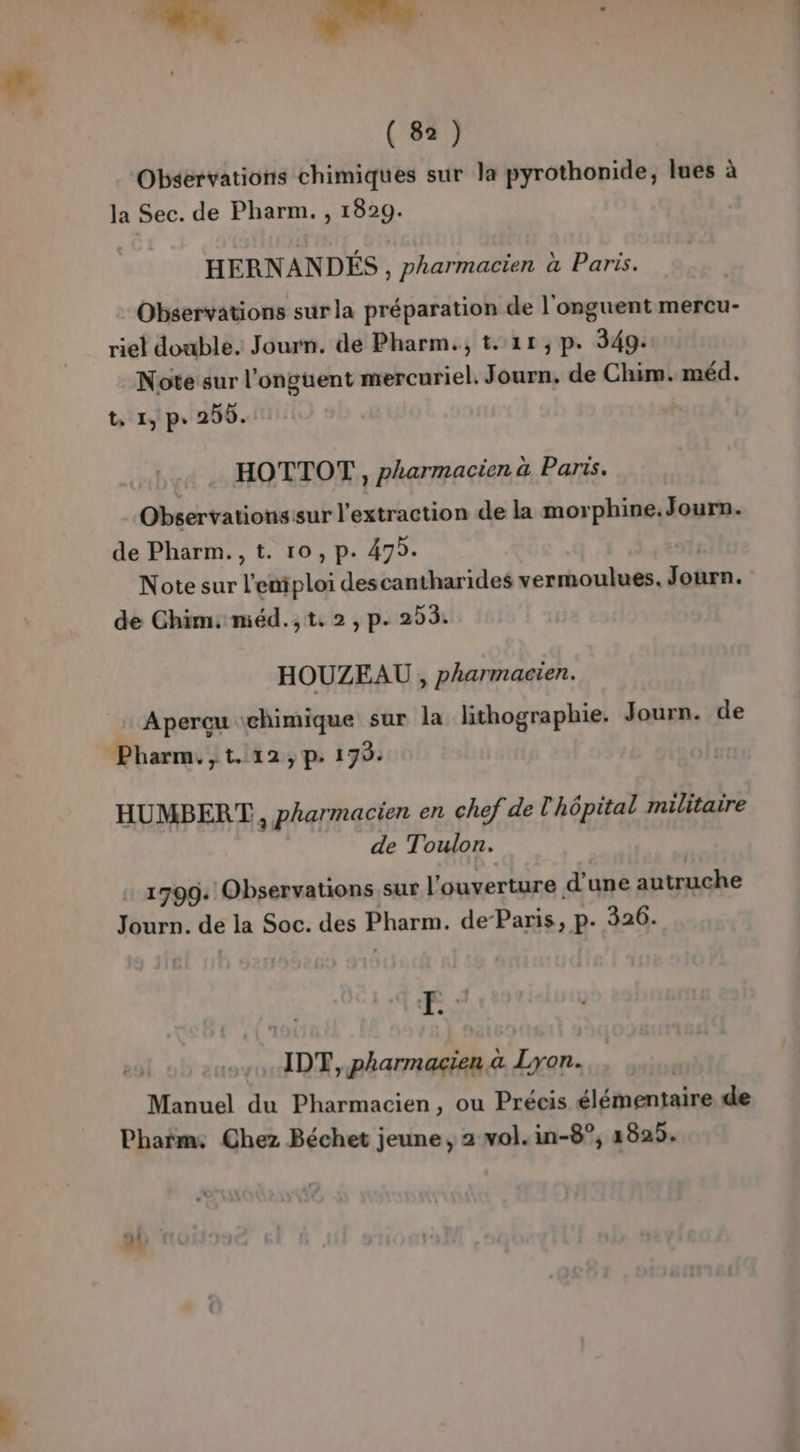 ( 82 )
Observations chimiques sur la pyrothonide, lues à
la Sec. de Pharm. , 1829.
HERNANDÉS , pharmacien à Paris.
Observations sur la préparation de l'onguent mercu-
riel double. Journ. de Pharm., t. 11, p. 349.
Note sur l'onguent mercuriel. Journ. de Chim. méd.
t. 1, p. 255.
HOTTOT , pharmacien à Paris.
Observations sur l'extraction de la morphine. Journ.
de Pharm., t. 10, p. 475.
Note sur l'emploi des cantharides vermoulues. Journ.
de Chim. méd., t. 2, p. 253.
HOUZEAU , pharmacien.
Aperçu chimique sur la lithographie. Journ. de
Pharm., t. 12, p. 173.
HUMBERT, pharmacien en chef de l'hôpital militaire
de Toulon.
1799. Observations sur l'ouverture d'une autruche
Journ. de la Soc. des Pharm. de Paris, p. 326.
I.
IDT, pharmacien à Lyon.
Manuel du Pharmacien, ou Précis élémentaire de
Pharm. Chez Béchet jeune, 2 vol. in-8°, 1825.